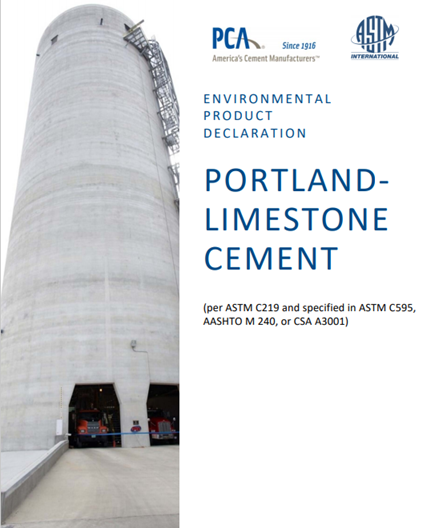 PCA
Since 1916
America's Cement Manufacturers™
ASTM
INTERNATIONAL
ENVIRONMENTAL
PRODUCT
DECLARATION
PORTLAND-
LIMESTONE
CEMENT
(per ASTM C219 and specified in ASTM C595,
AASHTO M 240, or CSA A3001)